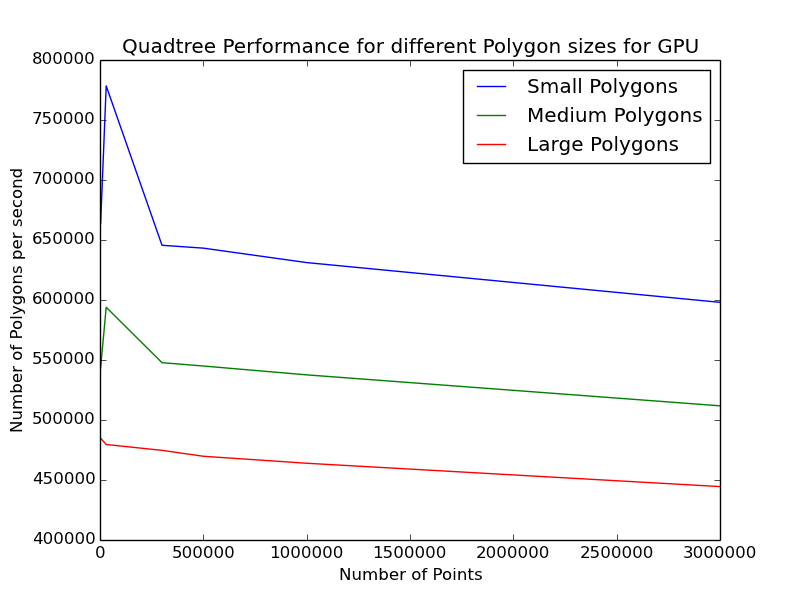 Quadtree Performance for different Polygon sizes for GPU
800000
750000
700000
650000
600000
550000
500000
450000
400000
Number of Polygons per second
Small Polygons
Medium Polygons
Large Polygons
0 500000 1000000 1500000 2000000 2500000 3000000
Number of Points